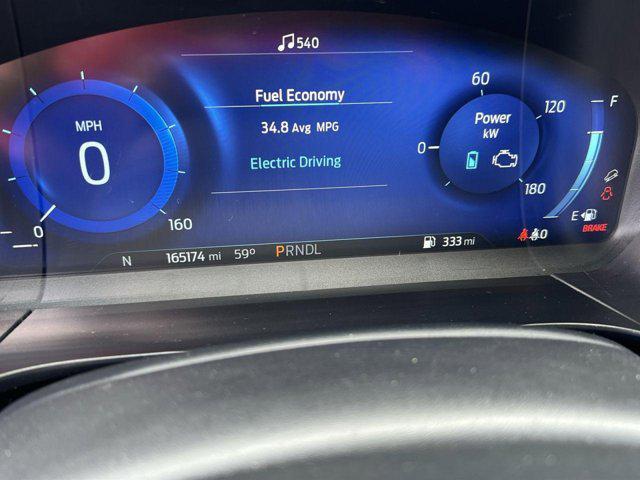 540
Fuel Economy
34.8 Avg MPG
Electric Driving
MPH
0
0
160
60
120
Power
kW
0
180
F
E
BRAKE
N 165174 mi 59° PRNDL 333 mi